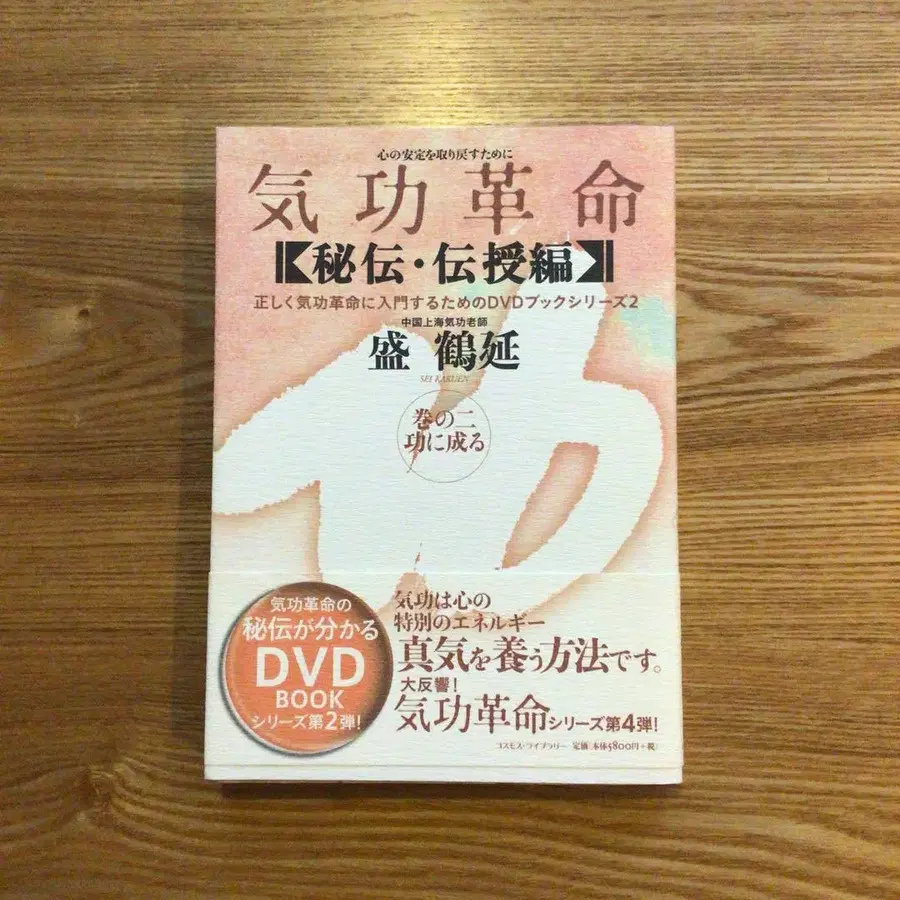 心の安定を取り戻すために
気功革命
【秘伝・伝授編】
正しく気功革命に入門するためのDVDブックシリーズ2
中国上海気功老師
盛 鶴延
SEI KAKUEN
巻の二
功に成る
気功革命の
秘伝が分かる
DVD
BOOK
シリーズ第2弾!
気功は心の
特別のエネルギー
真気を養う方法です。
大反響!
気功革命シリーズ第4弾!
コスモス・ライブラリー 定価(本体5800円+税)